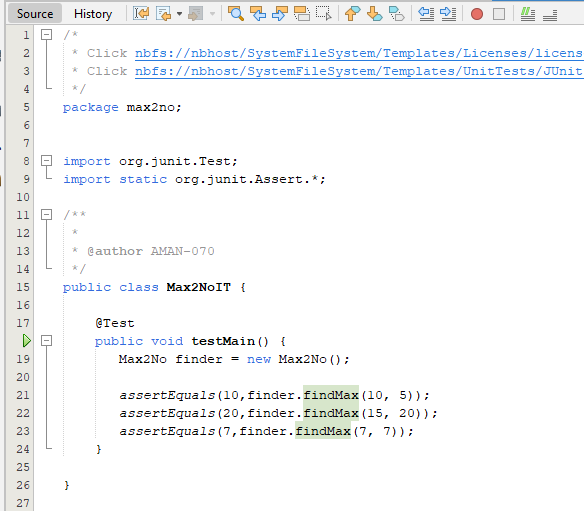 Source History
1 /*
2 * Click nbfs://nbhost/SystemFileSystem/Templates/Licenses/licens
3 * Click nbfs://nbhost/SystemFileSystem/Templates/UnitTests/JUnit
4 */
5 package max2no;
6
7
8 import org.junit.Test;
9 import static org.junit.Assert.*;
10
11 /**
12 *
13 * @author AMAN-070
14 */
15 public class Max2NoIT {
16
17 @Test
public void testMain() {
19 Max2No finder = new Max2No();
20
21 assertEquals(10,finder.findMax(10, 5));
22 assertEquals(20,finder.findMax(15, 20));
23 assertEquals(7,finder.findMax(7, 7));
24 }
25
26 }
27